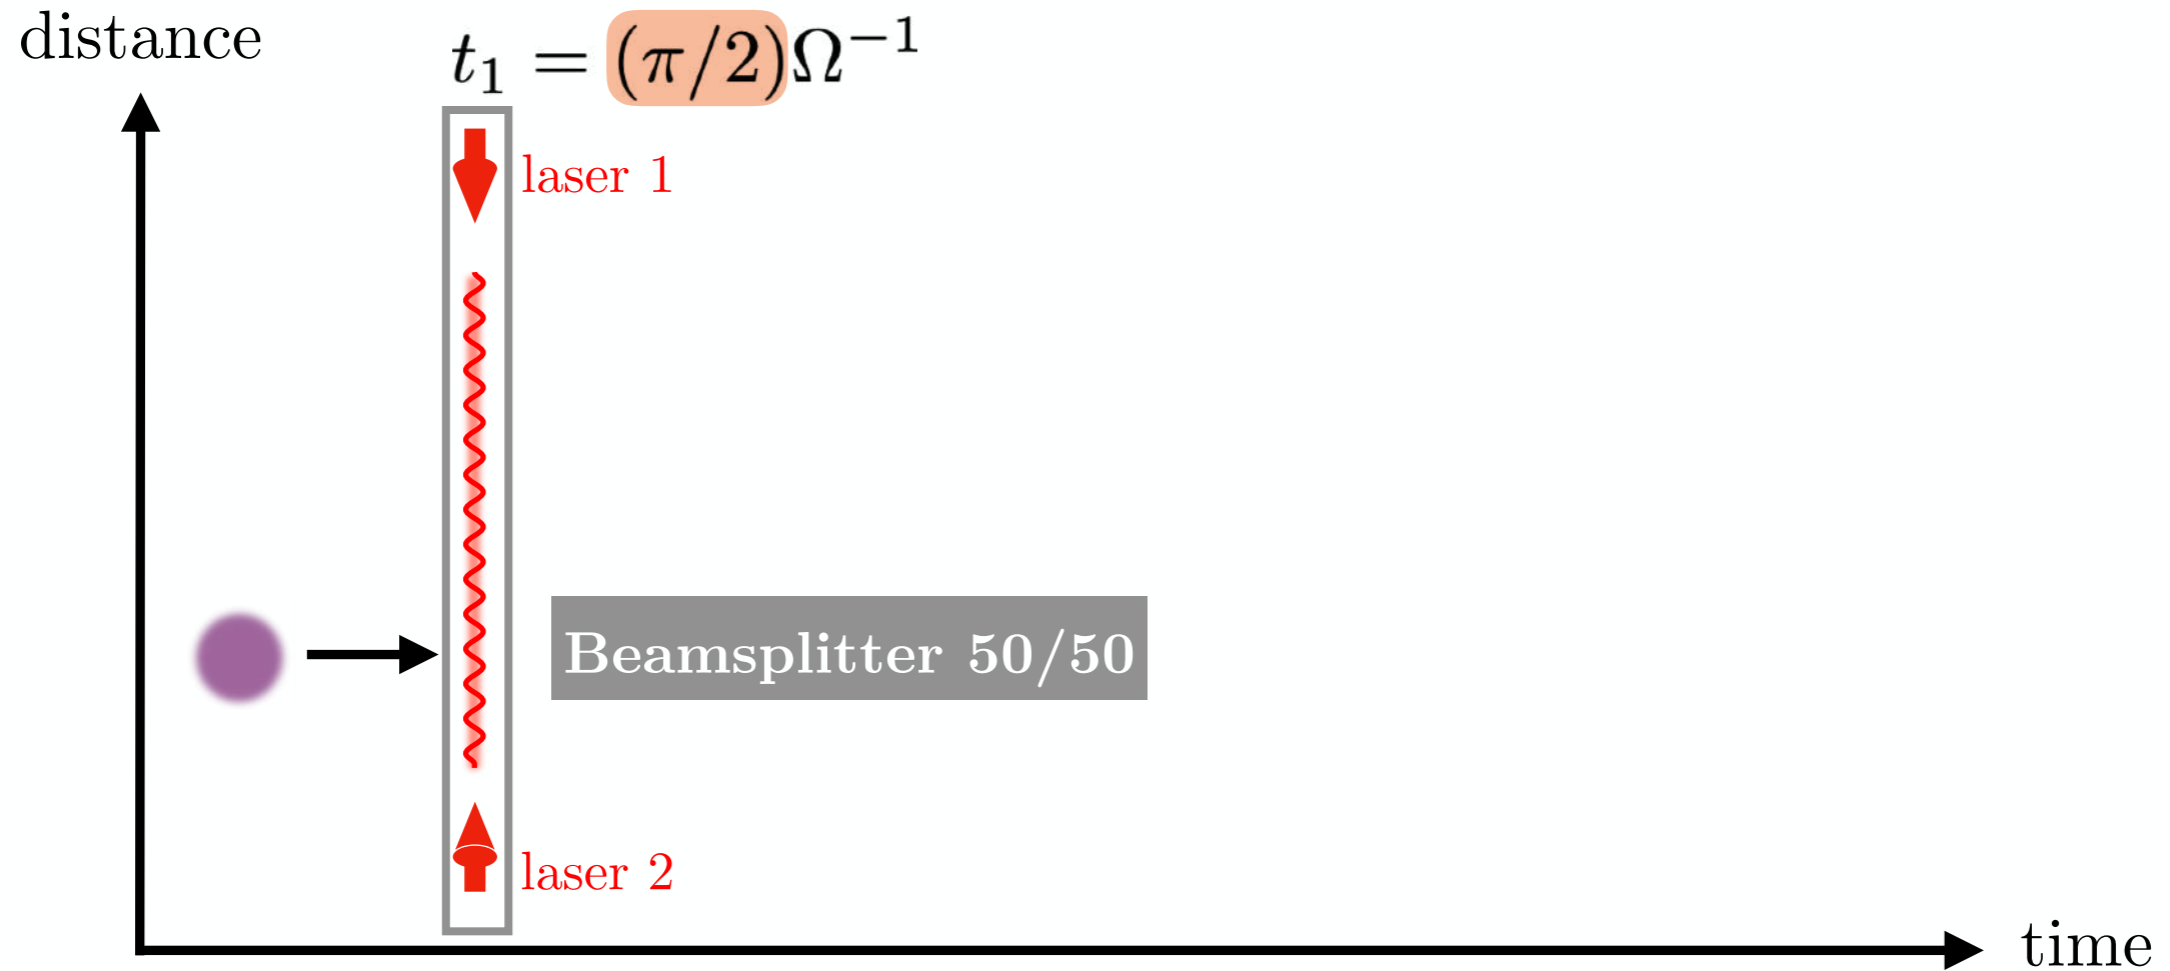 distance
t₁ = (π/2)Ω⁻¹
laser 1
Beamsplitter 50/50
laser 2
time